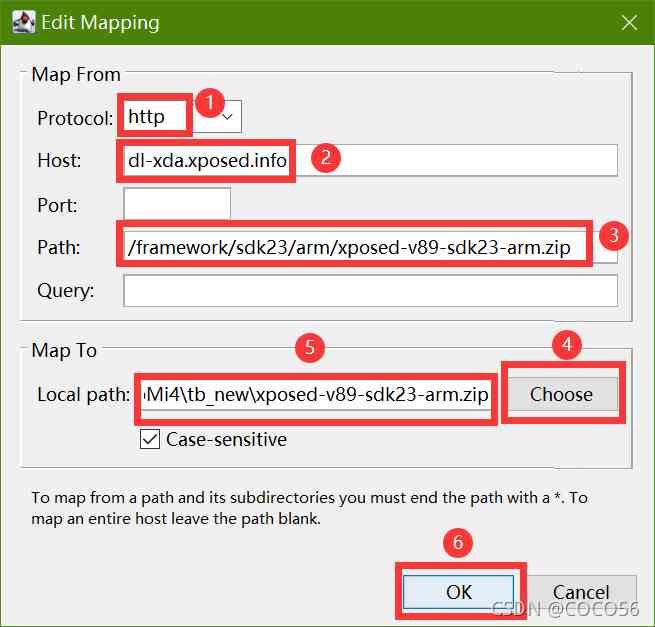 Edit Mapping
Map From
Protocol: http 1
Host: dl-xda.xposed.info 2
Port:
Path: /framework/sdk23/arm/xposed-v89-sdk23-arm.zip 3
Query:
Map To 5 4
Local path: Mi4\tb_new\xposed-v89-sdk23-arm.zip Choose
Case-sensitive
To map from a path and its subdirectories you must end the path with a *. To
map an entire host leave the path blank.
6
OK Cancel
CSDN @COCO56